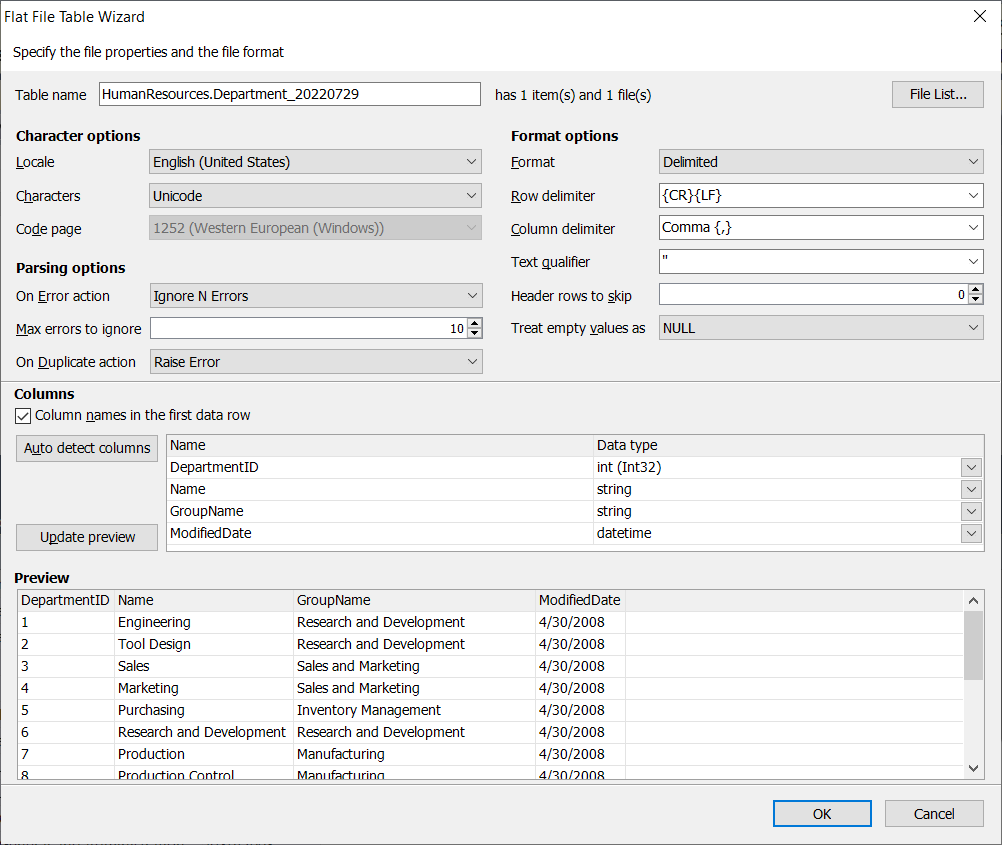 Flat File Table Wizard
Specify the file properties and the file format
Table name HumanResources.Department_20220729 has 1 item(s) and 1 file(s) File List...
Character options
Locale English (United States)
Characters Unicode
Code page 1252 (Western European (Windows))
Parsing options
On Error action Ignore N Errors
Max errors to ignore 10
On Duplicate action Raise Error
Format options
Format Delimited
Row delimiter {CR}{LF}
Column delimiter Comma {,}
Text qualifier "
Header rows to skip 0
Treat empty values as NULL
Columns
Column names in the first data row
Auto detect columns
Update preview
Name Data type
DepartmentID int (Int32)
Name string
GroupName string
ModifiedDate datetime
Preview
DepartmentID Name GroupName ModifiedDate
1 Engineering Research and Development 4/30/2008
2 Tool Design Research and Development 4/30/2008
3 Sales Sales and Marketing 4/30/2008
4 Marketing Sales and Marketing 4/30/2008
5 Purchasing Inventory Management 4/30/2008
6 Research and Development Research and Development 4/30/2008
7 Production Manufacturing 4/30/2008
8 Production Control Manufacturing 4/30/2008
OK Cancel